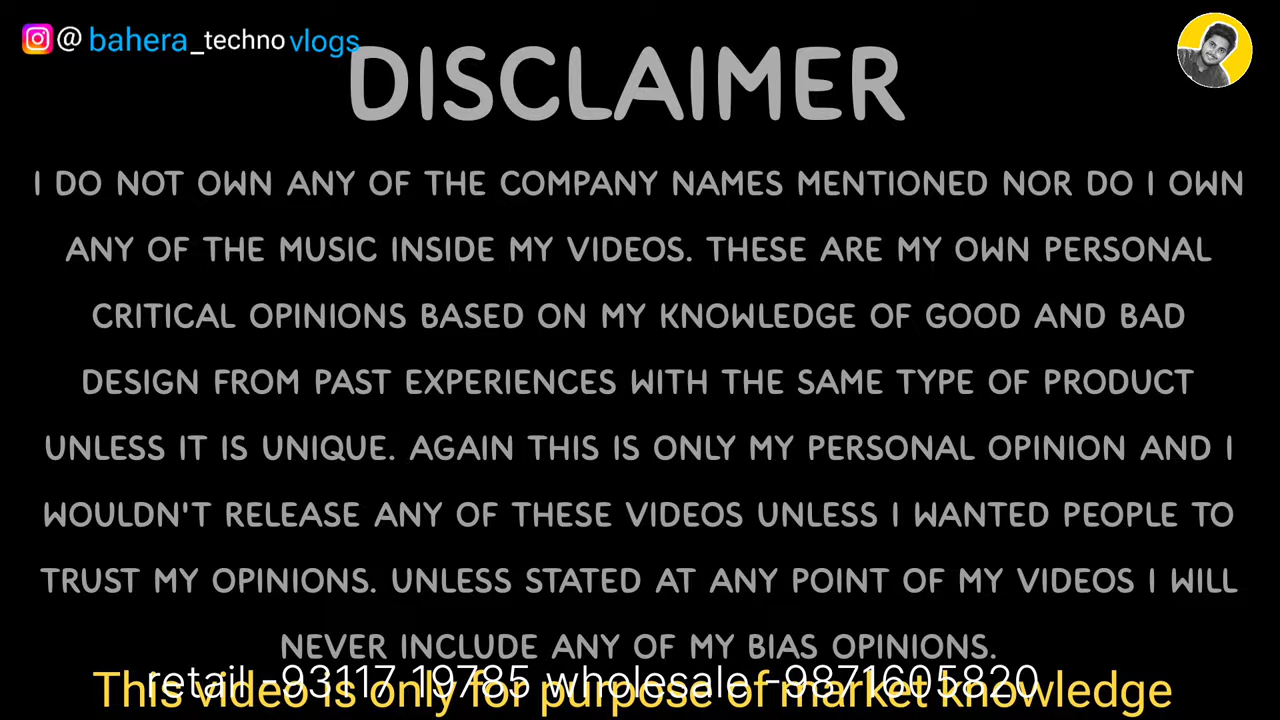 @ bahera_techno vlogs
DISCLAIMER
I DO NOT OWN ANY OF THE COMPANY NAMES MENTIONED NOR DO I OWN
ANY OF THE MUSIC INSIDE MY VIDEOS. THESE ARE MY OWN PERSONAL
CRITICAL OPINIONS BASED ON MY KNOWLEDGE OF GOOD AND BAD
DESIGN FROM PAST EXPERIENCES WITH THE SAME TYPE OF PRODUCT
UNLESS IT IS UNIQUE. AGAIN THIS IS ONLY MY PERSONAL OPINION AND I
WOULDN'T RELEASE ANY OF THESE VIDEOS UNLESS I WANTED PEOPLE TO
TRUST MY OPINIONS. UNLESS STATED AT ANY POINT OF MY VIDEOS I WILL
NEVER INCLUDE ANY OF MY BIAS OPINIONS.
retail -93117 19785 wholesale -9871605820
This video is only for purpose of market knowledge